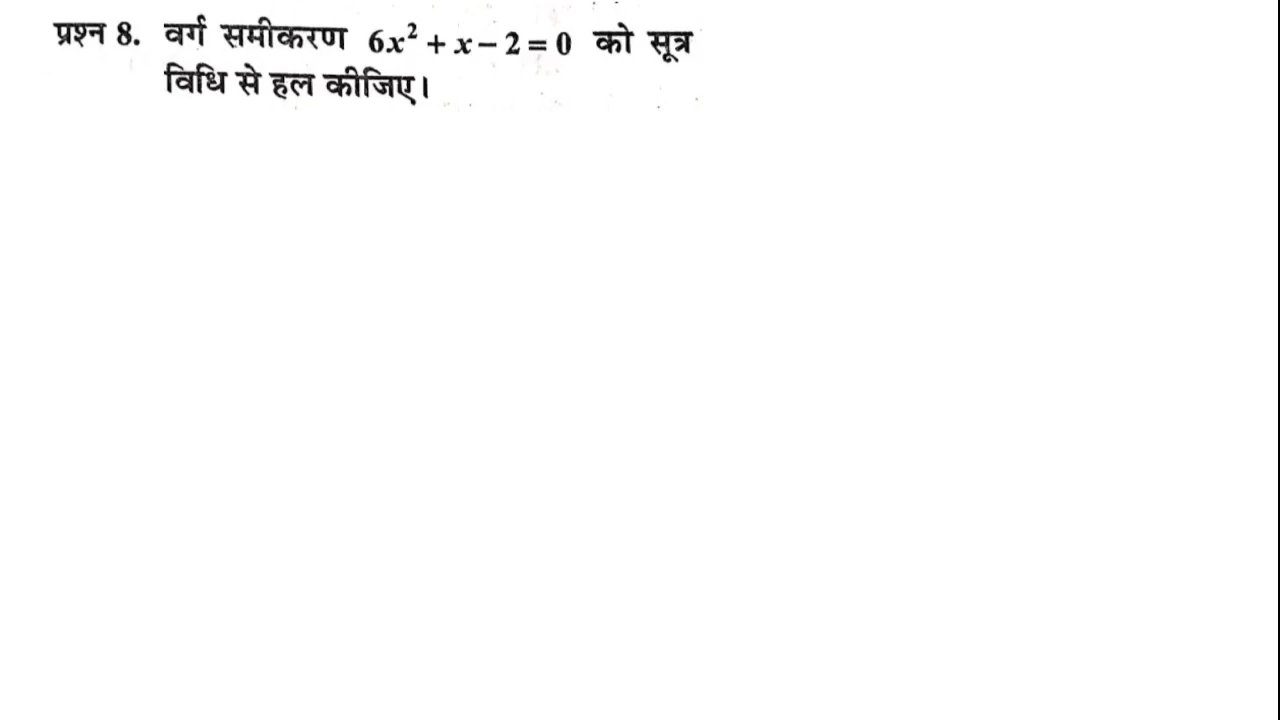 प्रश्न 8. वर्ग समीकरण 6x² + x – 2 = 0 को सूत्र
विधि से हल कीजिए।